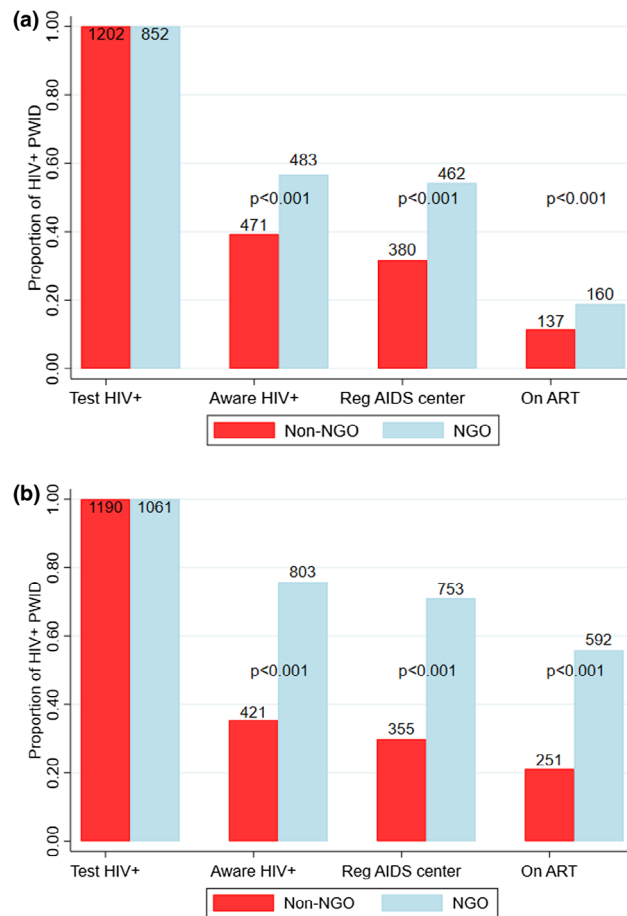 (a)
Proportion of HIV+ PWID
1.00
0.80
0.60
0.40
0.20
0.00
1202 852
483
471
p<0.001
462
380
p<0.001
160
137
p<0.001
Test HIV+ Aware HIV+ Reg AIDS center On ART
Non-NGO NGO
(b)
Proportion of HIV+ PWID
1.00
0.80
0.60
0.40
0.20
0.00
1190 1061
803
421
p<0.001
753
355
p<0.001
592
251
p<0.001
Test HIV+ Aware HIV+ Reg AIDS center On ART
Non-NGO NGO